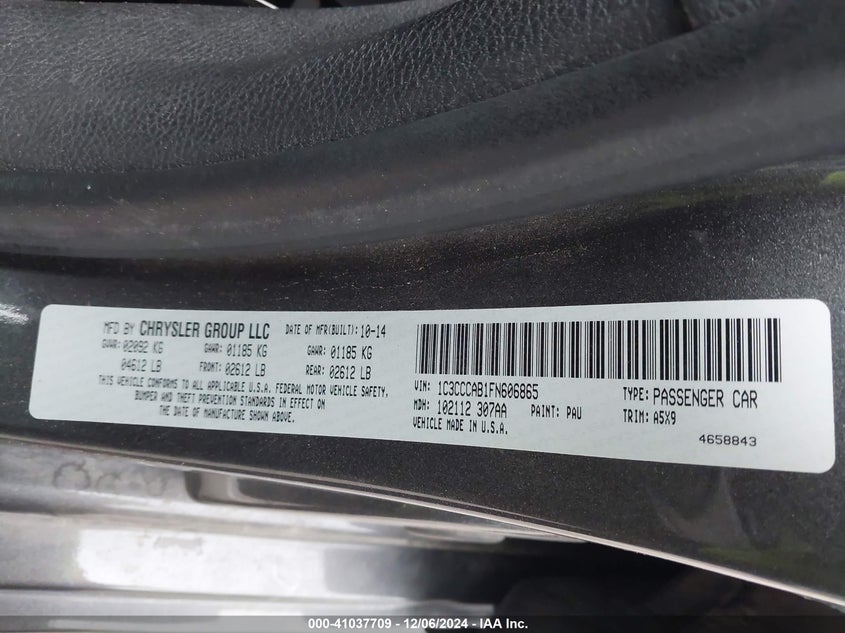 MFD BY CHRYSLER GROUP LLC DATE OF MFR(BUILT): 10-14
GVWR: 02092 KG GAWR: 01185 KG GAWR: 01185 KG
04612 LB FRONT: 02612 LB REAR: 02612 LB
THIS VEHICLE CONFORMS TO ALL APPLICABLE U.S.A. FEDERAL MOTOR VEHICLE SAFETY,
BUMPER AND THEFT PREVENTION STANDARDS IN EFFECT ON
THE DATE OF MANUFACTURE SHOWN ABOVE.
VIN: 1C3CCCAB1FN606865 TYPE: PASSENGER CAR
MDH: 102112 307AA PAINT: PAU TRIM: A5X9
VEHICLE MADE IN U.S.A.
4658843
000-41037709 - 12/06/2024 - IAA Inc.